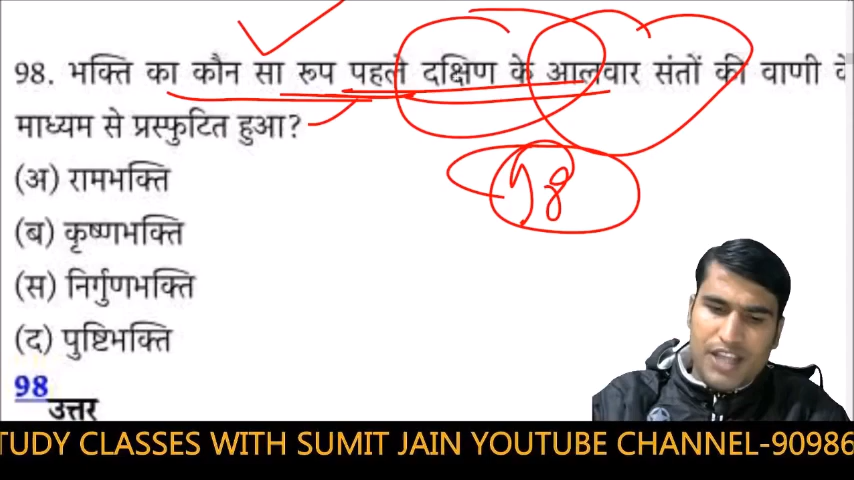 98. भक्ति का कौन सा रूप पहले दक्षिण के आलवार संतों की वाणी के
माध्यम से प्रस्फुटित हुआ?
98
(अ) रामभक्ति
(ब) कृष्णभक्ति
(स) निर्गुणभक्ति
(द) पुष्टिभक्ति
98
उत्तर
TUDY CLASSES WITH SUMIT JAIN YOUTUBE CHANNEL-90986